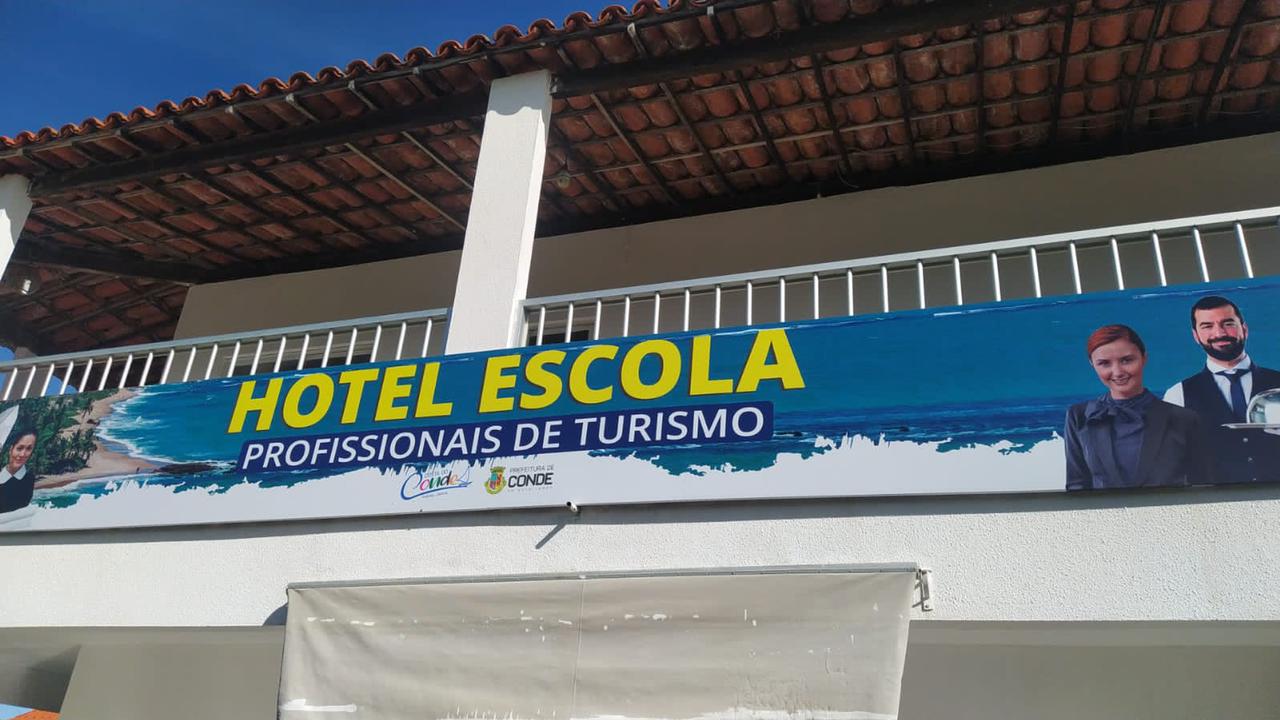 HOTEL ESCOLA
PROFISSIONAIS DE TURISMO
Conde
PREFEITURA DE
CONDE